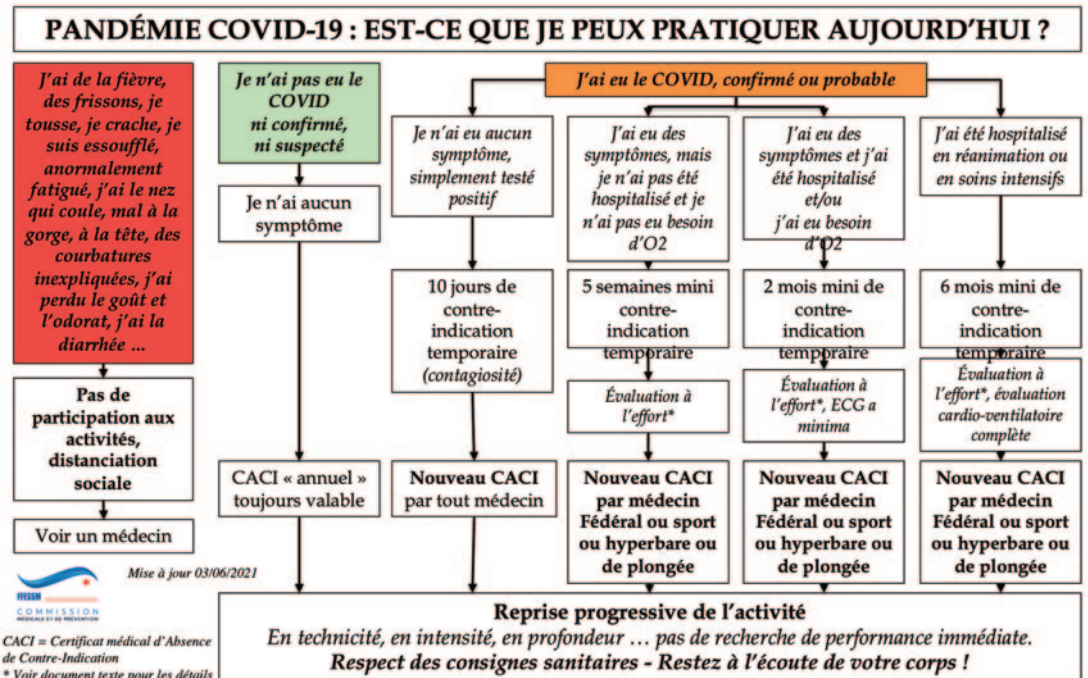 PANDÉMIE COVID-19 : EST-CE QUE JE PEUX PRATIQUER AUJOURD'HUI ?
J'ai de la fièvre,
des frissons, je
tousse, je crache, je
suis essoufflé,
anormalement
fatigué, j'ai le nez
qui coule, mal à la
gorge, à la tête, des
courbatures
inexpliquées, j'ai
perdu le goût et
l'odorat, j'ai la
diarrhée ...
Pas de
participation aux
activités,
distanciation
sociale
Voir un médecin
Je n'ai pas eu le
COVID
ni confirmé,
ni suspecté
Je n'ai aucun
symptôme
CACI « annuel »
toujours valable
J'ai eu le COVID, confirmé ou probable
Je n'ai eu aucun
symptôme,
simplement testé
positif
10 jours de
contre-
indication
temporaire
(contagiosité)
Nouveau CACI
par tout médecin
J'ai eu des
symptômes, mais
je n'ai pas été
hospitalisé et je
n'ai pas eu besoin
d'O2
5 semaines mini
de contre-
indication
temporaire
Évaluation à
l'effort*
Nouveau CACI
par médecin
Fédéral ou sport
ou hyperbare ou
de plongée
J'ai eu des
symptômes et j'ai
été hospitalisé
et/ou
j'ai eu besoin
d'O2
2 mois mini de
contre-
indication
temporaire
Évaluation à
l'effort*, ECG a
minima
Nouveau CACI
par médecin
Fédéral ou sport
ou hyperbare ou
de plongée
J'ai été hospitalisé
en réanimation ou
en soins intensifs
6 mois mini de
contre-
indication
temporaire
Évaluation à
l'effort*, évaluation
cardio-ventilatoire
complète
Nouveau CACI
par médecin
Fédéral ou sport
ou hyperbare ou
de plongée
Reprise progressive de l'activité
En technicité, en intensité, en profondeur ... pas de recherche de performance immédiate.
Respect des consignes sanitaires - Restez à l'écoute de votre corps !
Mise à jour 03/06/2021
FFESSM
COMMISSION
MÉDICALE ET DE PRÉVENTION
CACI = Certificat médical d'Absence
de Contre-Indication
* Voir document texte pour les détails